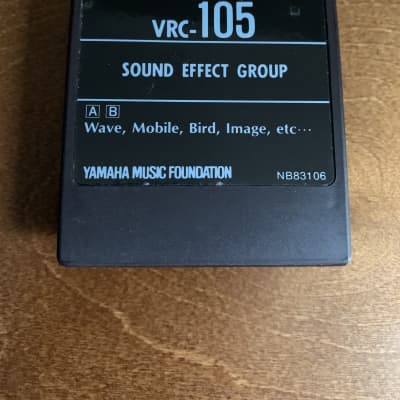 VRC-105
SOUND EFFECT GROUP
A B
Wave, Mobile, Bird, Image, etc···
YAMAHA MUSIC FOUNDATION NB83106